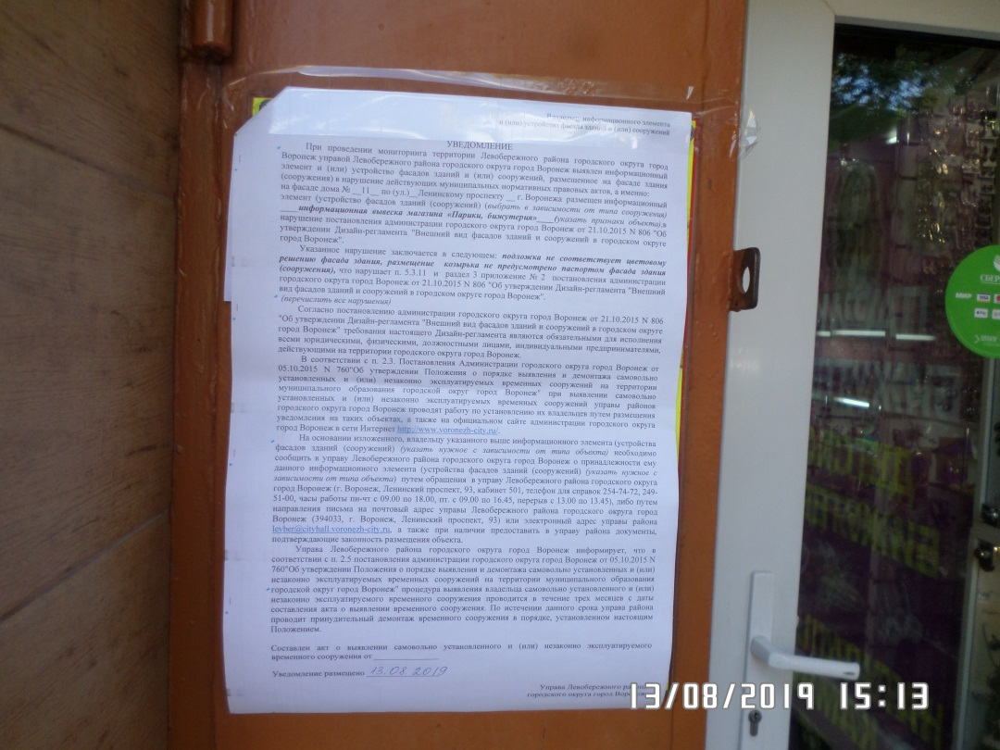 Владельцу информационного элемента
и (или) устройство фасада здания и (или) сооружений
УВЕДОМЛЕНИЕ
При проведении мониторинга территории Левобережного района городского округа город
Воронеж управой Левобережного района городского округа город Воронеж выявлен информационный
элемент и (или) устройство фасадов зданий и (или) сооружений, размещенное на фасаде здания
(сооружения) в нарушение действующих муниципальных нормативных правовых актов, а именно:
на фасаде дома № __11__ по (ул.)__Ленинскому проспекту __ г. Воронежа размещен информационный
элемент (устройство фасадов зданий (сооружений) (выбрать в зависимости от типа сооружения)
____информационная вывеска магазина «Парики, бижутерия»____(указать признаки объекта),в
нарушение постановления администрации городского округа город Воронеж от 21.10.2015 N 806 "Об
утверждении Дизайн-регламента "Внешний вид фасадов зданий и сооружений в городском округе
город Воронеж".
Указанное нарушение заключается в следующем: подложка не соответствует цветовому
решению фасада здания, размещение козырька не предусмотрено паспортом фасада здания
(сооружения), что нарушает п. 5.3.11 и раздел 3 приложение № 2 постановления администрации
городского округа город Воронеж от 21.10.2015 N 806 "Об утверждении Дизайн-регламента "Внешний
вид фасадов зданий и сооружений в городском округе город Воронеж".
(перечислить все нарушения)
Согласно постановлению администрации городского округа город Воронеж от 21.10.2015 N 806
"Об утверждении Дизайн-регламента "Внешний вид фасадов зданий и сооружений в городском округе
город Воронеж" требования настоящего Дизайн-регламента являются обязательными для исполнения
всеми юридическими, физическими, должностными лицами, индивидуальными предпринимателями,
действующими на территории городского округа город Воронеж.
В соответствии с п. 2.3. Постановления Администрации городского округа город Воронеж от
05.10.2015 N 760"Об утверждении Положения о порядке выявления и демонтажа самовольно
установленных и (или) незаконно эксплуатируемых временных сооружений на территории
муниципального образования городской округ город Воронеж" при выявлении самовольно
установленных и (или) незаконно эксплуатируемых временных сооружений управы районов
городского округа город Воронеж проводят работу по установлению их владельцев путем размещения
уведомления на таких объектах, а также на официальном сайте администрации городского округа
город Воронеж в сети Интернет http://www.voronezh-city.ru/.
На основании изложенного, владельцу указанного выше информационного элемента (устройства
фасадов зданий (сооружений) (указать нужное с зависимости от типа объекта) необходимо
сообщить в управу Левобережного района городского округа город Воронеж о принадлежности ему
данного информационного элемента (устройства фасадов зданий (сооружений) (указать нужное с
зависимости от типа объекта) путем обращения в управу Левобережного района городского округа
город Воронеж (г. Воронеж, Ленинский проспект, 93, кабинет 501, телефон для справок 254-74-72, 249-
51-00, часы работы пн-чт с 09.00 по 18.00, пт. с 09.00 по 16.45, перерыв с 13.00 по 13.45), либо путем
направления письма на почтовый адрес управы Левобережного района городского округа город
Воронеж (394033, г. Воронеж, Ленинский проспект, 93) или электронный адрес управы района
levber@cityhall.voronezh-city.ru, а также при наличии предоставить в управу района документы,
подтверждающие законность размещения объекта.
Управа Левобережного района городского округа город Воронеж информирует, что в
соответствии с п. 2.5 постановления администрации городского округа город Воронеж от 05.10.2015 N
760"Об утверждении Положения о порядке выявления и демонтажа самовольно установленных и (или)
незаконно эксплуатируемых временных сооружений на территории муниципального образования
городской округ город Воронеж" процедура выявления владельца самовольно установленного и (или)
незаконно эксплуатируемого временного сооружения проводится в течение трех месяцев с даты
составления акта о выявлении временного сооружения. По истечении данного срока управа района
проводит принудительный демонтаж временного сооружения в порядке, установленном настоящим
Положением.
Составлен акт о выявлении самовольно установленного и (или) незаконно эксплуатируемого
временного сооружения от _______________
Уведомление размещено 13.08.2019
Управа Левобережного
городского округа город
13/08/2019 15:13
СБЕР
МИР